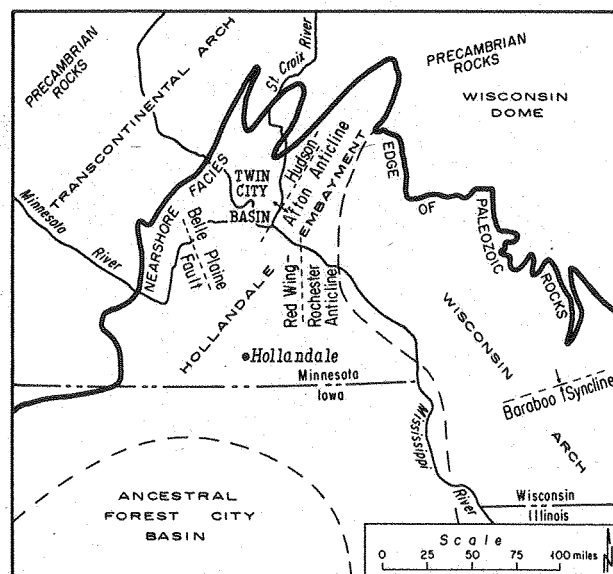 PRECAMBRIAN
ROCKS
TRANSCONTINENTAL ARCH
St. Croix River
PRECAMBRIAN
ROCKS
WISCONSIN
DOME
Minnesota
River
NEARSHORE FACIES
TWIN
CITY
BASIN
Hudson-
Afton Anticline
HOLLANDALE EMBAYMENT
EDGE
OF
PALEOZOIC
ROCKS
Belle Plaine
Fault
Red Wing-
Rochester
Anticline
Hollandale
Minnesota
Iowa
WISCONSIN
ARCH
Baraboo Syncline
Mississippi
River
ANCESTRAL
FOREST CITY
BASIN
Wisconsin
Illinois
Scale
0 25 50 75 100 miles
N